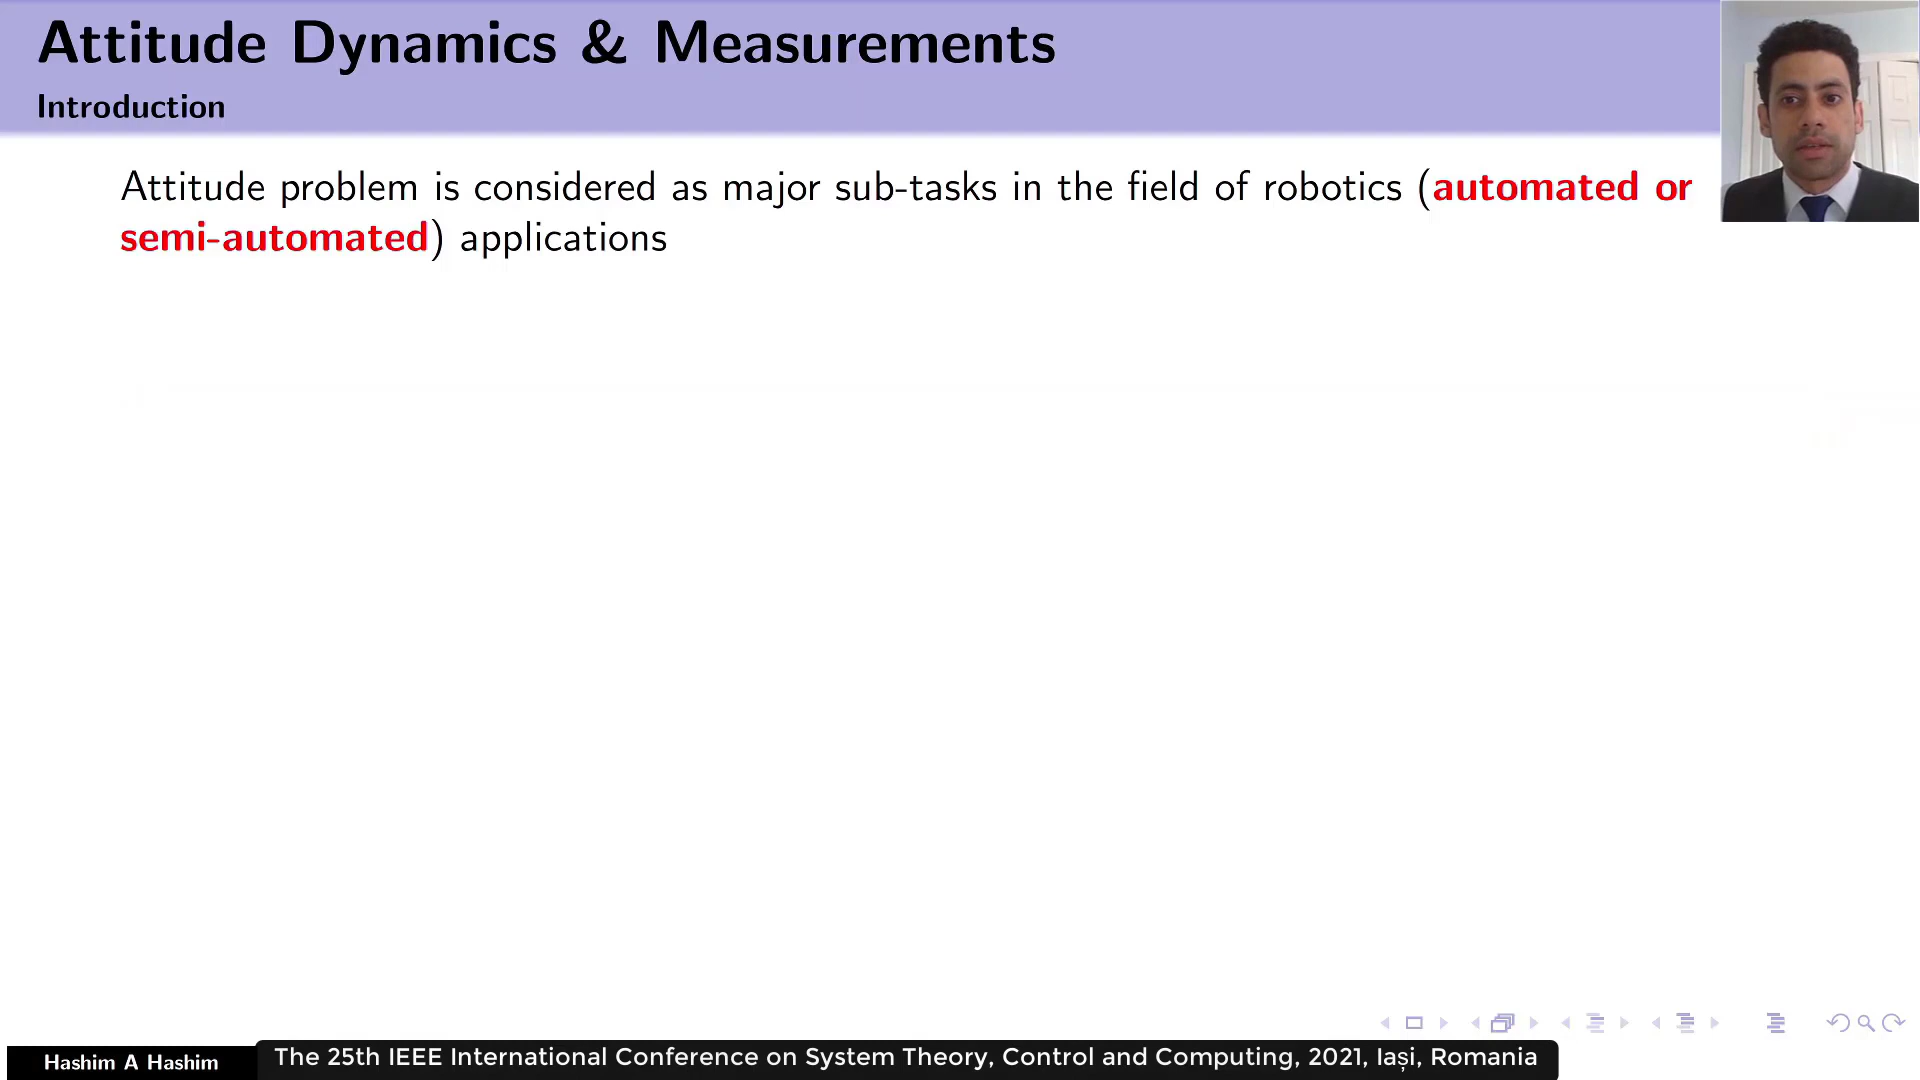 Attitude Dynamics & Measurements
Introduction
Attitude problem is considered as major sub-tasks in the field of robotics (automated or
semi-automated) applications
Hashim A Hashim
The 25th IEEE International Conference on System Theory, Control and Computing, 2021, Iași, Romania